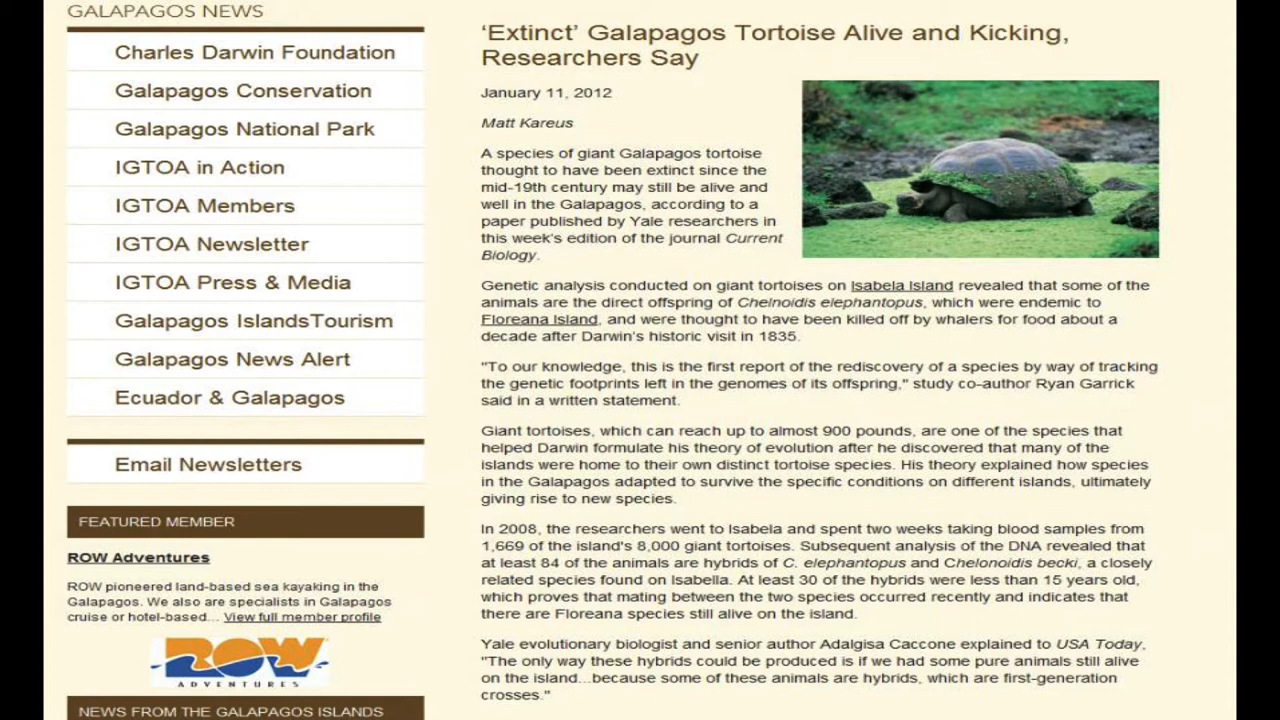 GALAPAGOS NEWS
Charles Darwin Foundation
Galapagos Conservation
Galapagos National Park
IGTOA in Action
IGTOA Members
IGTOA Newsletter
IGTOA Press & Media
Galapagos IslandsTourism
Galapagos News Alert
Ecuador & Galapagos
Email Newsletters
FEATURED MEMBER
ROW Adventures
ROW pioneered land-based sea kayaking in the
Galapagos. We also are specialists in Galapagos
cruise or hotel-based... View full member profile
ROW
ADVENTURES
NEWS FROM THE GALAPAGOS ISLANDS
‘Extinct’ Galapagos Tortoise Alive and Kicking,
Researchers Say
January 11, 2012
Matt Kareus
A species of giant Galapagos tortoise
thought to have been extinct since the
mid-19th century may still be alive and
well in the Galapagos, according to a
paper published by Yale researchers in
this week's edition of the journal Current
Biology.
Genetic analysis conducted on giant tortoises on Isabela Island revealed that some of the
animals are the direct offspring of Chelnoidis elephantopus, which were endemic to
Floreana Island, and were thought to have been killed off by whalers for food about a
decade after Darwin's historic visit in 1835.
"To our knowledge, this is the first report of the rediscovery of a species by way of tracking
the genetic footprints left in the genomes of its offspring," study co-author Ryan Garrick
said in a written statement.
Giant tortoises, which can reach up to almost 900 pounds, are one of the species that
helped Darwin formulate his theory of evolution after he discovered that many of the
islands were home to their own distinct tortoise species. His theory explained how species
in the Galapagos adapted to survive the specific conditions on different islands, ultimately
giving rise to new species.
In 2008, the researchers went to Isabela and spent two weeks taking blood samples from
1,669 of the island's 8,000 giant tortoises. Subsequent analysis of the DNA revealed that
at least 84 of the animals are hybrids of C. elephantopus and Chelonoidis becki, a closely
related species found on Isabella. At least 30 of the hybrids were less than 15 years old,
which proves that mating between the two species occurred recently and indicates that
there are Floreana species still alive on the island.
Yale evolutionary biologist and senior author Adalgisa Caccone explained to USA Today,
"The only way these hybrids could be produced is if we had some pure animals still alive
on the island...because some of these animals are hybrids, which are first-generation
crosses."